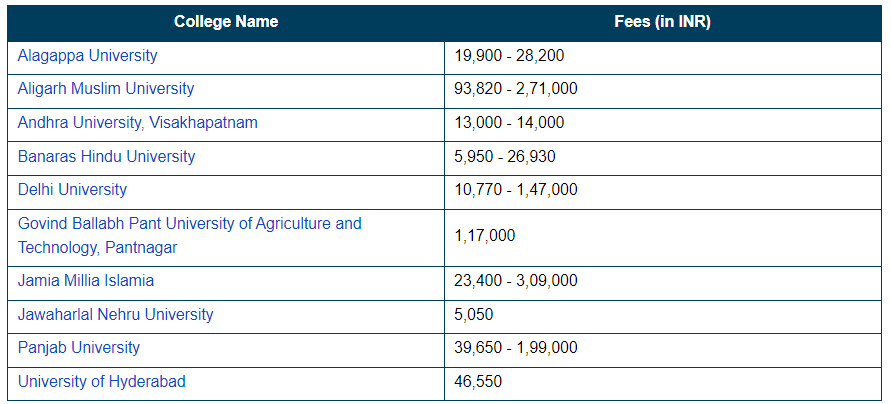 College Name Fees (in INR)
Alagappa University 19,900 - 28,200
Aligarh Muslim University 93,820 - 2,71,000
Andhra University, Visakhapatnam 13,000 - 14,000
Banaras Hindu University 5,950 - 26,930
Delhi University 10,770 - 1,47,000
Govind Ballabh Pant University of Agriculture and
Technology, Pantnagar
1,17,000
Jamia Millia Islamia 23,400 - 3,09,000
Jawaharlal Nehru University 5,050
Panjab University 39,650 - 1,99,000
University of Hyderabad 46,550